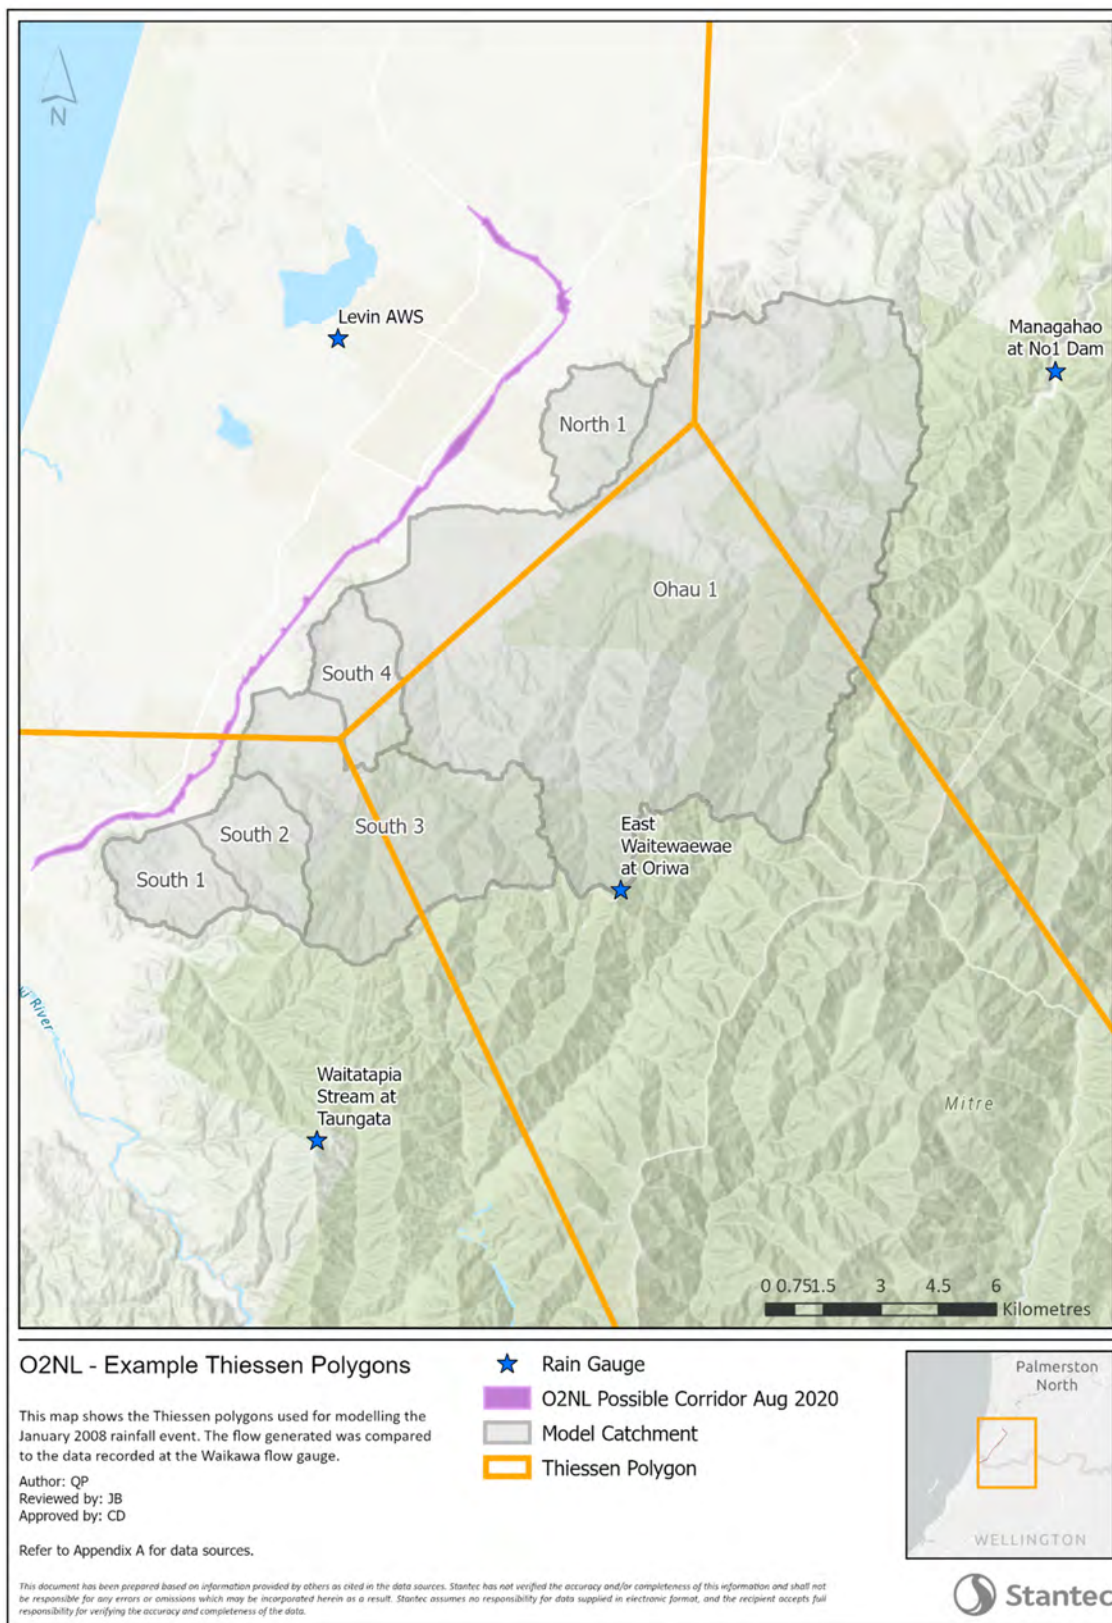 N
Levin AWS
Managahao
at No1 Dam
North 1
Ohau 1
South 4
South 3
South 2
South 1
East
Waitewaewae
at Oriwa
River
Waitatapia
Stream at
Taungata
Mitre
0 0.75 1.5 3 4.5 6
Kilometres
O2NL - Example Thiessen Polygons
This map shows the Thiessen polygons used for modelling the
January 2008 rainfall event. The flow generated was compared
to the data recorded at the Waikawa flow gauge.
Author: QP
Reviewed by: JB
Approved by: CD
Refer to Appendix A for data sources.
Rain Gauge
O2NL Possible Corridor Aug 2020
Model Catchment
Thiessen Polygon
Palmerston
North
WELLINGTON
This document has been prepared based on information provided by others as cited in the data sources. Stantec has not verified the accuracy and/or completeness of this information and shall not
be responsible for any errors or omissions which may be incorporated herein as a result. Stantec assumes no responsibility for data supplied in electronic format, and the recipient accepts full
responsibility for verifying the accuracy and completeness of the data.
Stantec